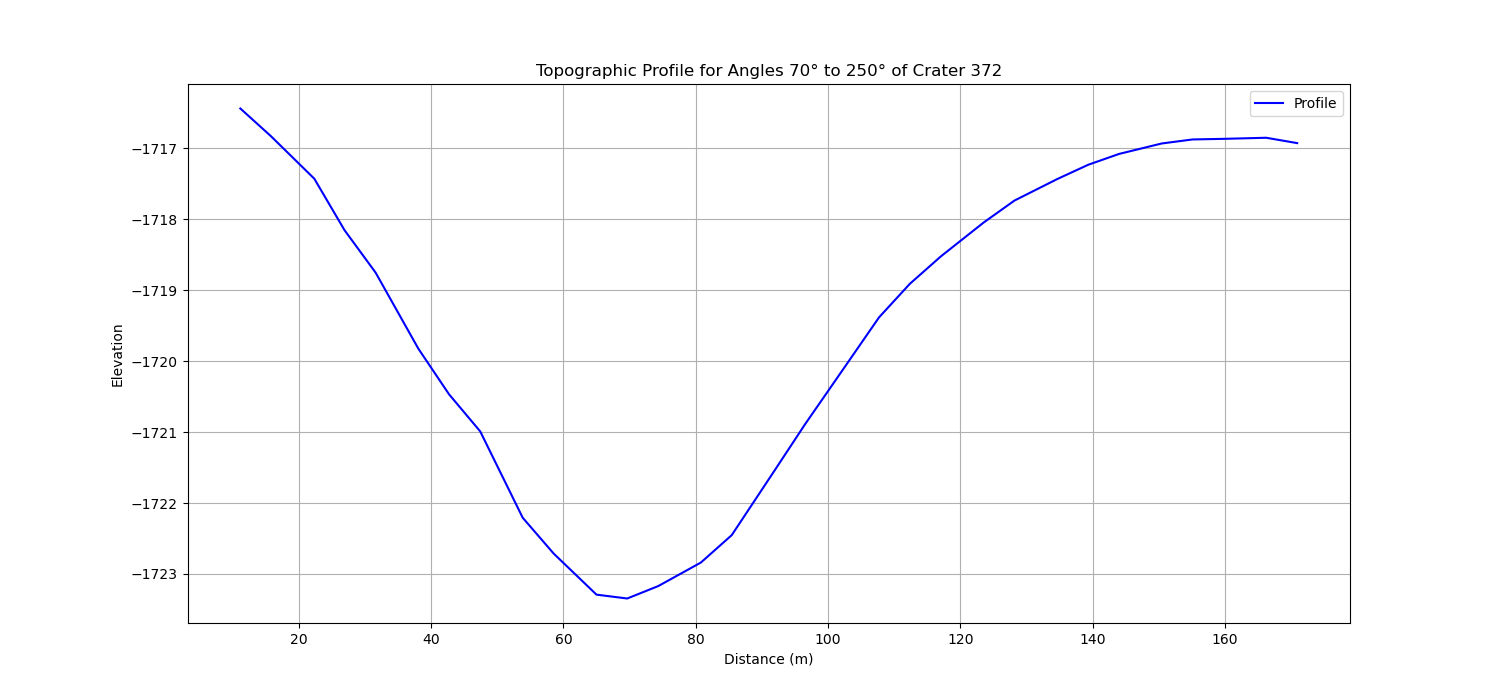 Topographic Profile for Angles 70° to 250° of Crater 372
Profile
−1717
−1718
−1719
−1720
−1721
−1722
−1723
Elevation
20 40 60 80 100 120 140 160
Distance (m)